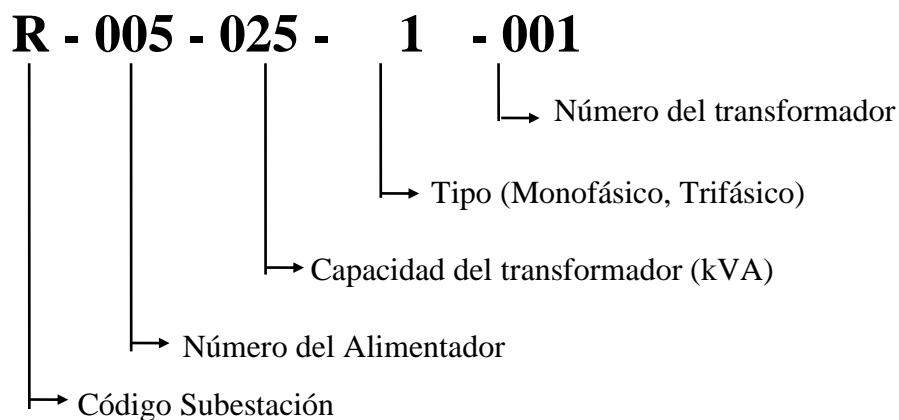 R - 005 - 025 - 1 - 001
Número del transformador
Tipo (Monofásico, Trifásico)
Capacidad del transformador (kVA)
Número del Alimentador
Código Subestación